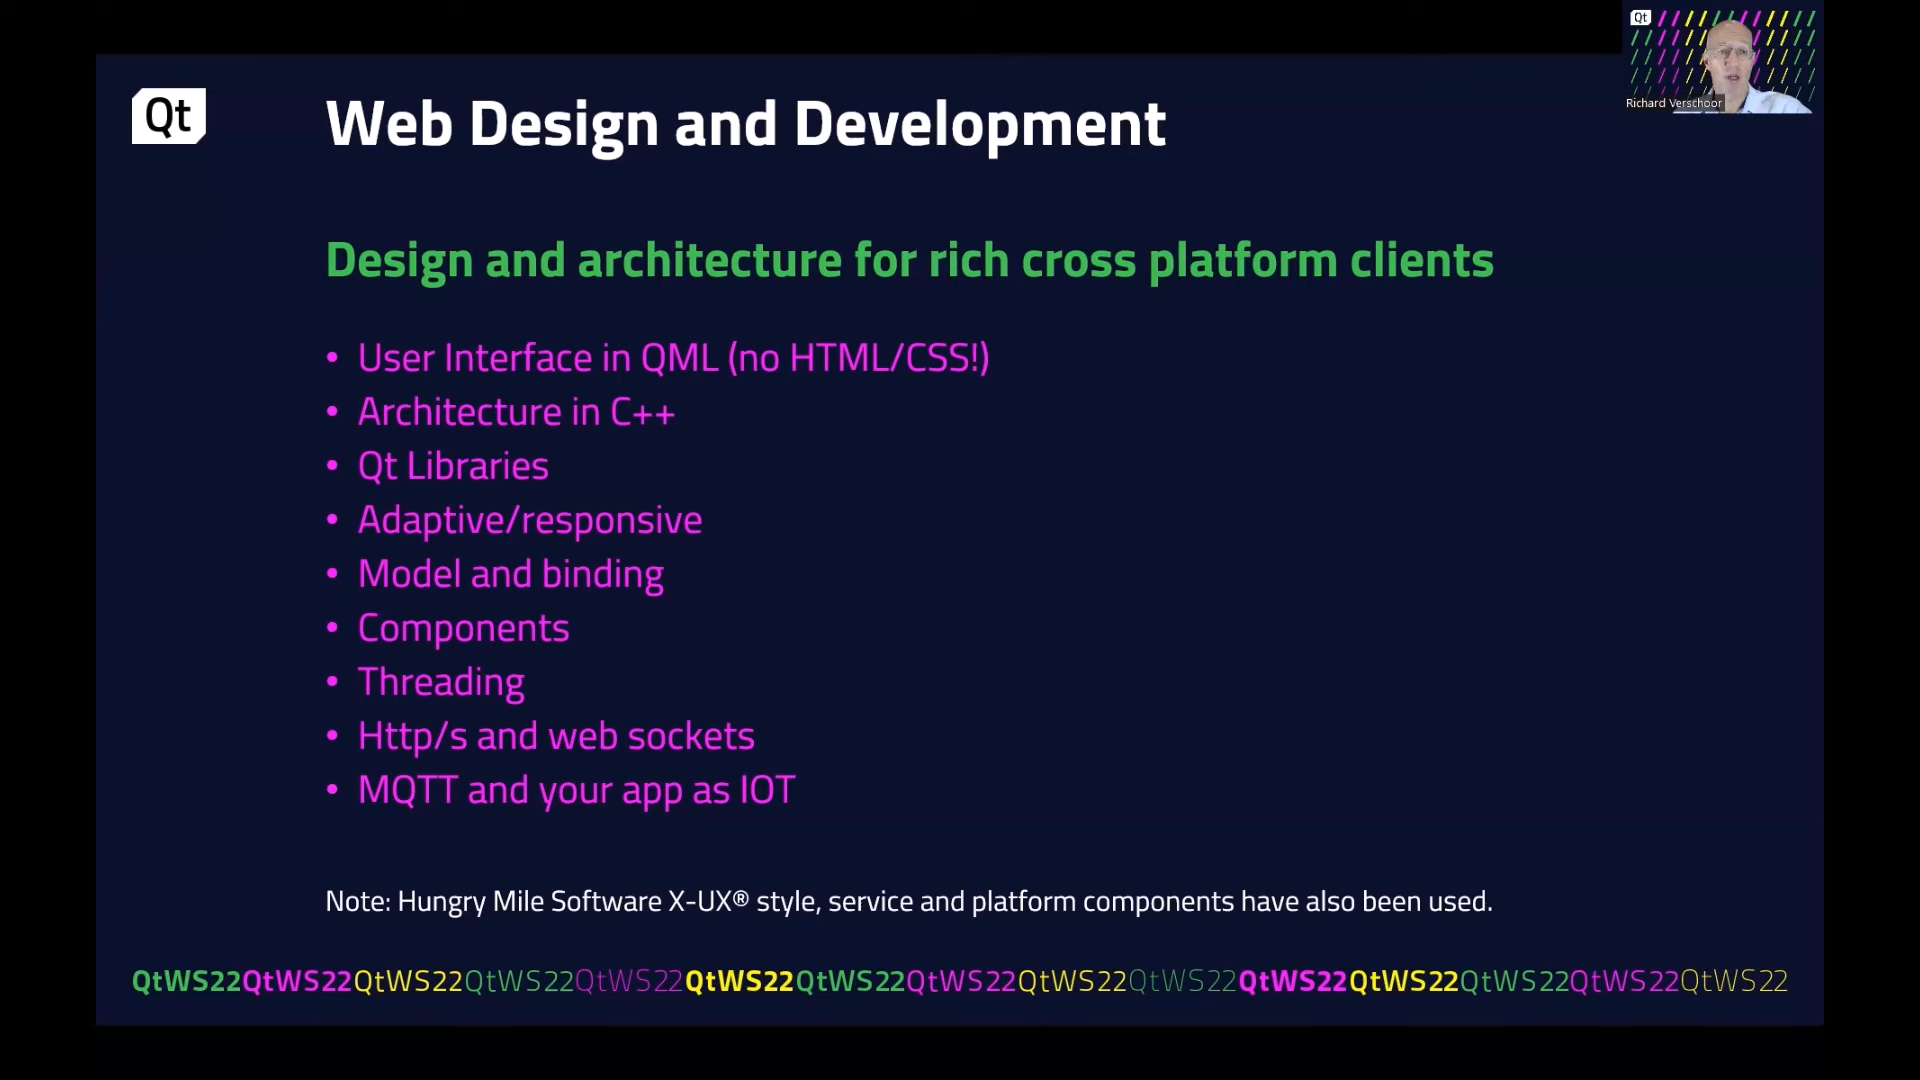 Qt
Richard Verschoor
Qt
Web Design and Development
Design and architecture for rich cross platform clients
• User Interface in QML (no HTML/CSS!)
• Architecture in C++
• Qt Libraries
• Adaptive/responsive
• Model and binding
• Components
• Threading
• Http/s and web sockets
• MQTT and your app as IOT
Note: Hungry Mile Software X-UX® style, service and platform components have also been used.
QtWS22QtWS22QtWS22QtWS22QtWS22QtWS22QtWS22QtWS22QtWS22QtWS22QtWS22QtWS22QtWS22QtWS22QtWS22